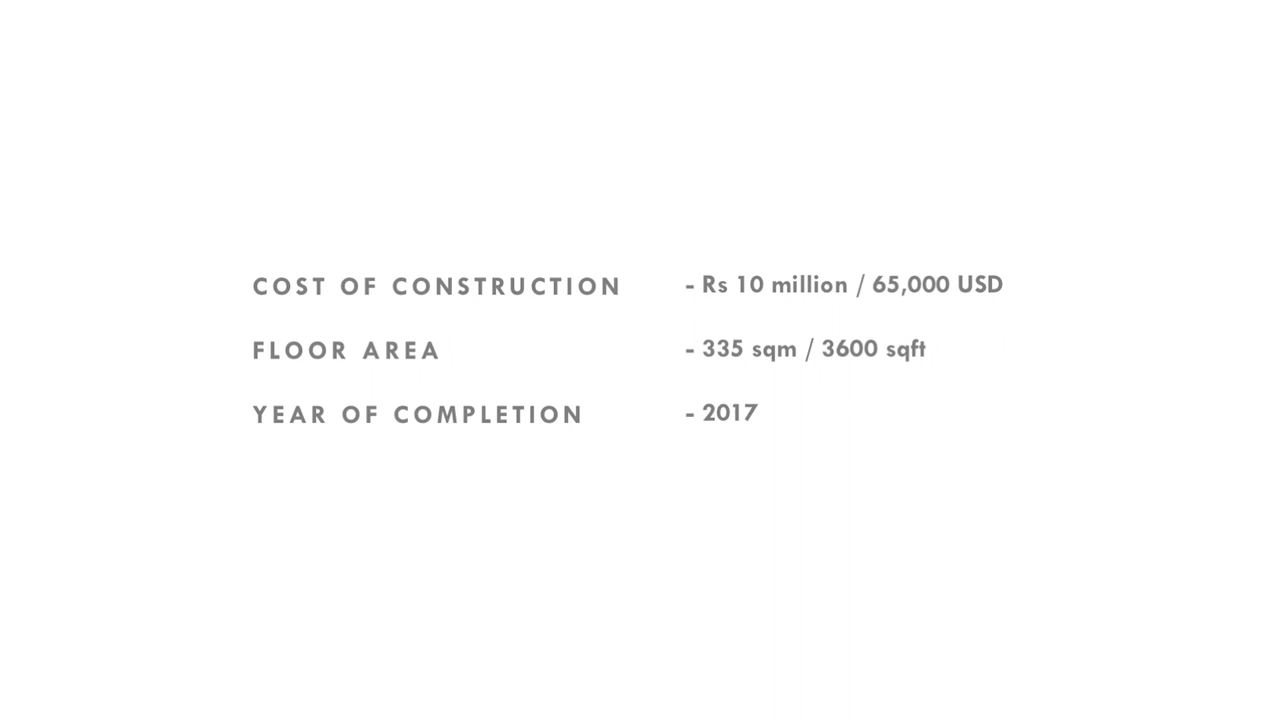 COST OF CONSTRUCTION - Rs 10 million / 65,000 USD
FLOOR AREA - 335 sqm / 3600 sqft
YEAR OF COMPLETION - 2017